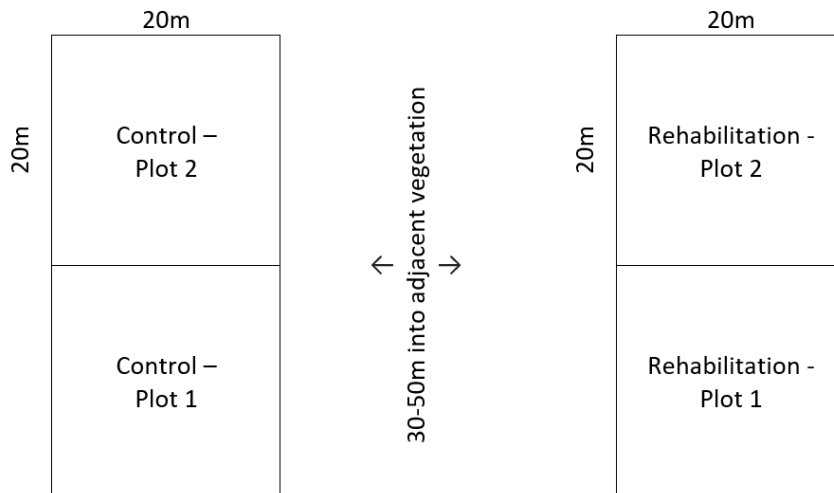 20m
20m
20m
Control –
Plot 2
30-50m into adjacent vegetation
20m
Rehabilitation -
Plot 2
Control –
Plot 1
Rehabilitation -
Plot 1